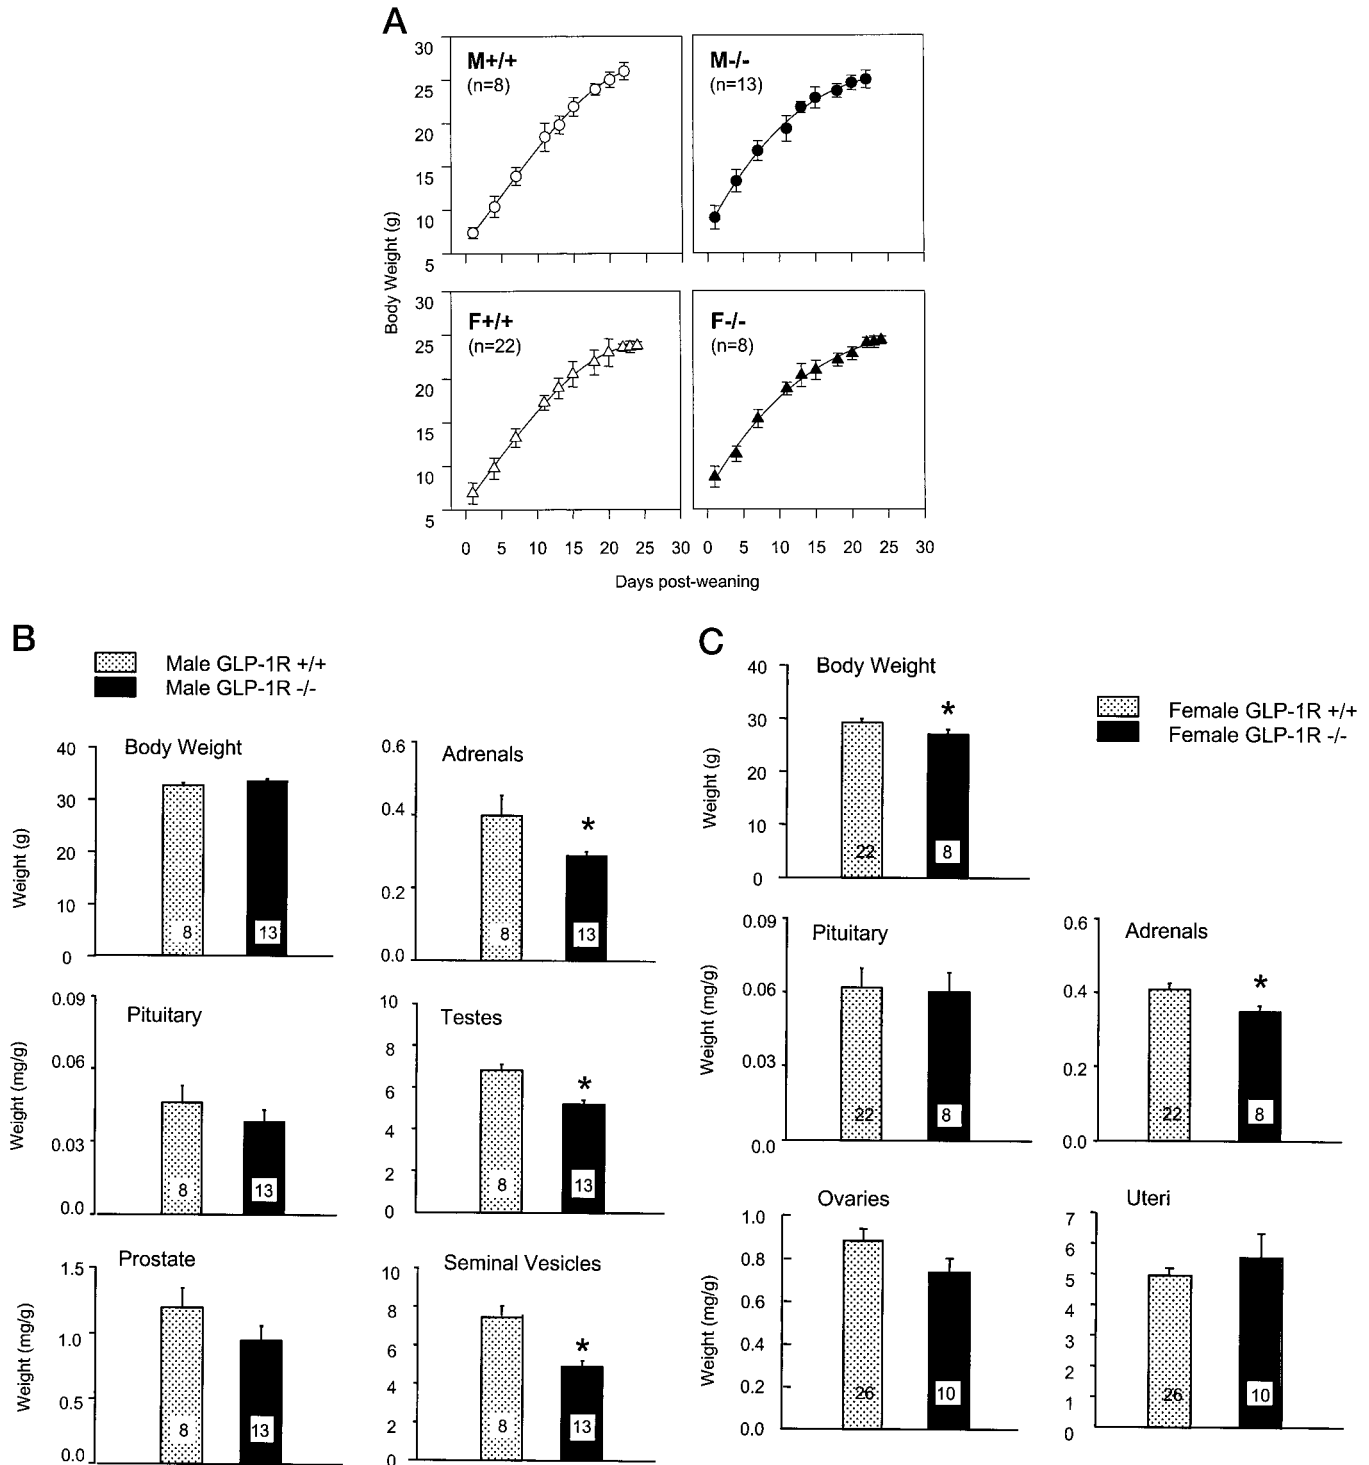 A
M+/+
(n=8)
M-/-
(n=13)
30
25
20
15
10
5
Body Weight (g)
F+/+
(n=22)
F-/-
(n=8)
30
25
20
15
10
5
0 5 10 15 20 25 30 0 5 10 15 20 25 30
Days post-weaning
B
Male GLP-1R +/+
Male GLP-1R -/-
Body Weight
40
30
20
10
0
Weight (g)
8 13
Adrenals
0.6
0.4
0.2
0.0
*
8 13
Pituitary
0.09
0.06
0.03
0.0
Weight (mg/g)
8 13
Testes
10
8
6
4
2
0
*
8 13
Prostate
1.5
1.0
0.5
0.0
Weight (mg/g)
8 13
Seminal Vesicles
10
8
6
4
2
0
*
8 13
C
Female GLP-1R +/+
Female GLP-1R -/-
Body Weight
40
30
20
10
0
Weight (g)
*
22 8
Pituitary
0.09
0.06
0.03
0.0
Weight (mg/g)
22 8
Adrenals
0.6
0.4
0.2
0.0
*
22 8
Ovaries
1.0
0.8
0.6
0.4
0.2
0.0
Weight (mg/g)
26 10
Uteri
7
6
5
4
3
2
1
0
26 10